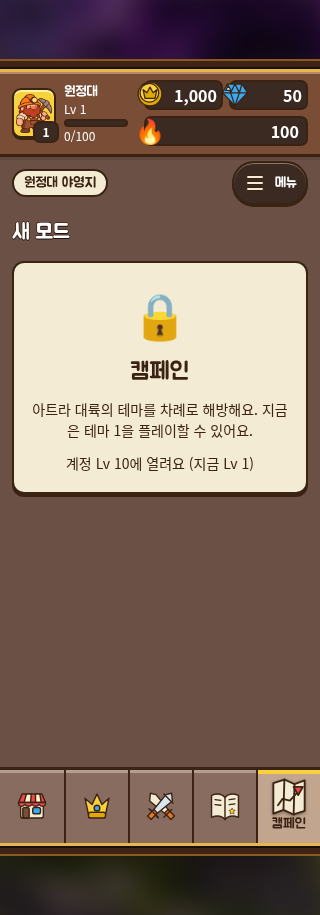 원정대
Lv 1
1
0/100
1,000
50
100
원정대 야영지
메뉴
새 모드
캠페인
아트라 대륙의 테마를 차례로 해방해요. 지금
은 테마 1을 플레이할 수 있어요.
계정 Lv 10에 열려요 (지금 Lv 1)
캠페인